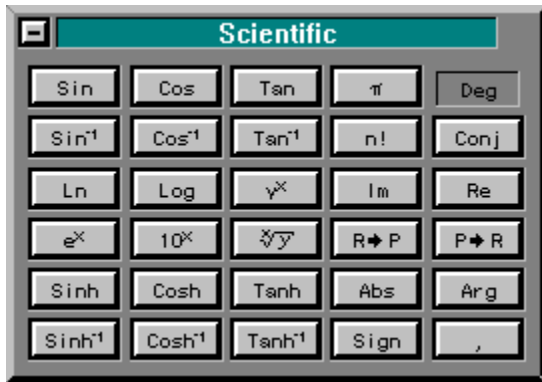 Scientific
Sin Cos Tan π Deg
Sin⁻¹ Cos⁻¹ Tan⁻¹ n! Conj
Ln Log yˣ Im Re
eˣ 10ˣ ˣ√y R➔P P➔R
Sinh Cosh Tanh Abs Arg
Sinh⁻¹ Cosh⁻¹ Tanh⁻¹ Sign ,